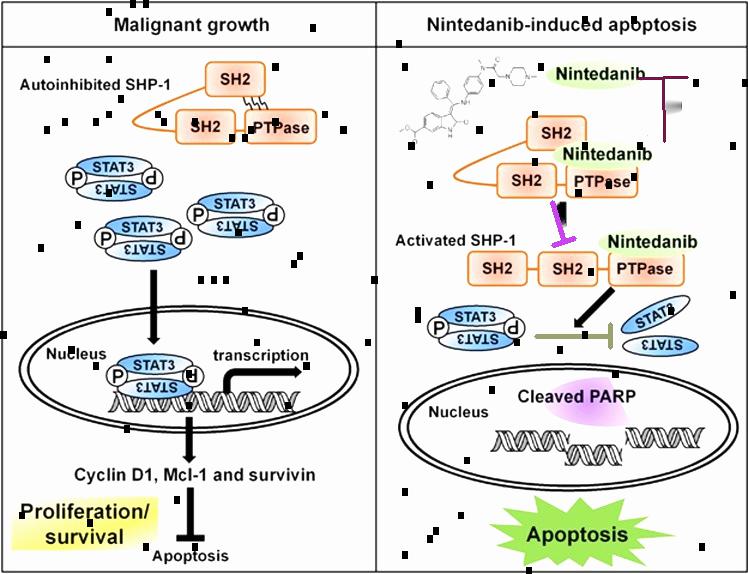 Malignant growth
Autoinhibited SHP-1
SH2
SH2
PTPase
P
STAT3
STAT3
P
P
STAT3
STAT3
P
P
STAT3
STAT3
P
Nucleus
P
STAT3
STAT3
P
transcription
Cyclin D1, Mcl-1 and survivin
Proliferation/
survival
Apoptosis
Nintedanib-induced apoptosis
Nintedanib
SH2
Nintedanib
SH2
PTPase
Activated SHP-1
Nintedanib
SH2
SH2
PTPase
P
STAT3
STAT3
P
STAT3
STAT3
Cleaved PARP
Nucleus
Apoptosis